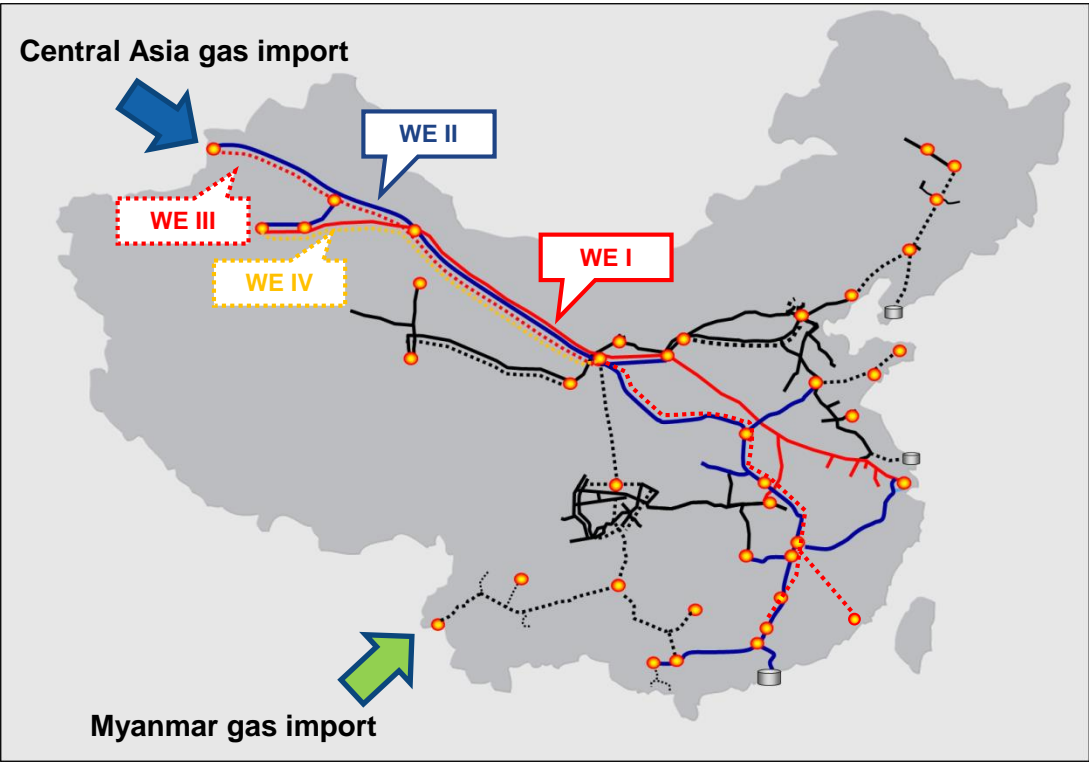 Central Asia gas import
WE II
WE III
WE I
WE IV
Myanmar gas import